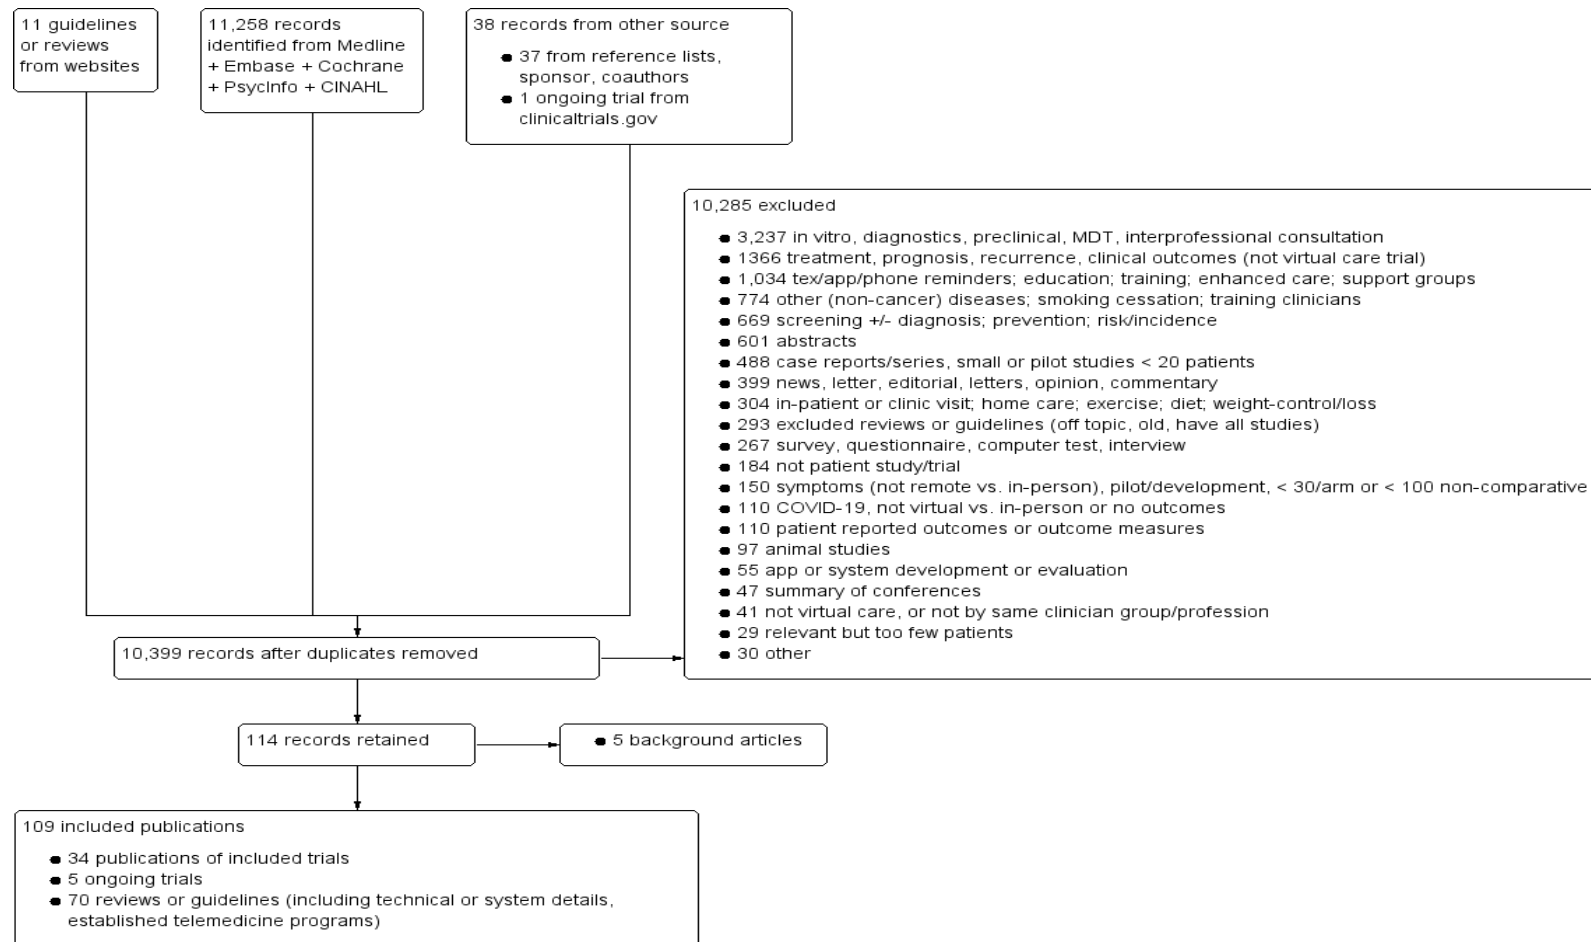 11 guidelines
or reviews
from websites
11,258 records
identified from Medline
+ Embase + Cochrane
+ PsycInfo + CINAHL
38 records from other source
● 37 from reference lists,
sponsor, coauthors
● 1 ongoing trial from
clinicaltrials.gov
10,285 excluded
● 3,237 in vitro, diagnostics, preclinical, MDT, interprofessional consultation
● 1366 treatment, prognosis, recurrence, clinical outcomes (not virtual care trial)
● 1,034 tex/app/phone reminders; education; training; enhanced care; support groups
● 774 other (non-cancer) diseases; smoking cessation; training clinicians
● 669 screening +/- diagnosis; prevention; risk/incidence
● 601 abstracts
● 488 case reports/series, small or pilot studies < 20 patients
● 399 news, letter, editorial, letters, opinion, commentary
● 304 in-patient or clinic visit; home care; exercise; diet; weight-control/loss
● 293 excluded reviews or guidelines (off topic, old, have all studies)
● 267 survey, questionnaire, computer test, interview
● 184 not patient study/trial
● 150 symptoms (not remote vs. in-person), pilot/development, < 30/arm or < 100 non-comparative
● 110 COVID-19, not virtual vs. in-person or no outcomes
● 110 patient reported outcomes or outcome measures
● 97 animal studies
● 55 app or system development or evaluation
● 47 summary of conferences
● 41 not virtual care, or not by same clinician group/profession
● 29 relevant but too few patients
● 30 other
10,399 records after duplicates removed
114 records retained
● 5 background articles
109 included publications
● 34 publications of included trials
● 5 ongoing trials
● 70 reviews or guidelines (including technical or system details,
established telemedicine programs)